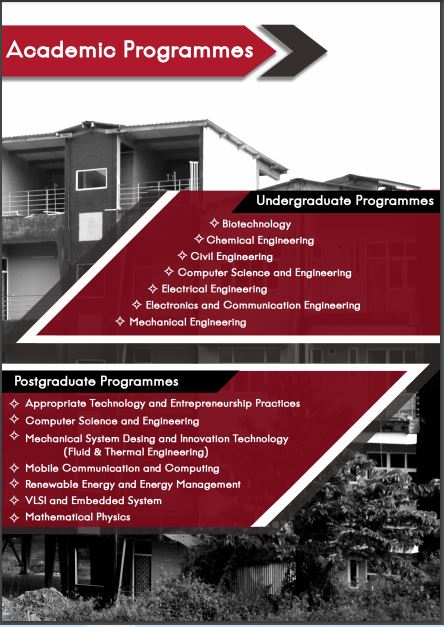 Academic Programmes
Undergraduate Programmes
Biotechnology
Chemical Engineering
Civil Engineering
Computer Science and Engineering
Electrical Engineering
Electronics and Communication Engineering
Mechanical Engineering
Postgraduate Programmes
Appropriate Technology and Entrepreneurship Practices
Computer Science and Engineering
Mechanical System Desing and Innovation Technology
(Fluid & Thermal Engineering)
Mobile Communication and Computing
Renewable Energy and Energy Management
VLSI and Embedded System
Mathematical Physics